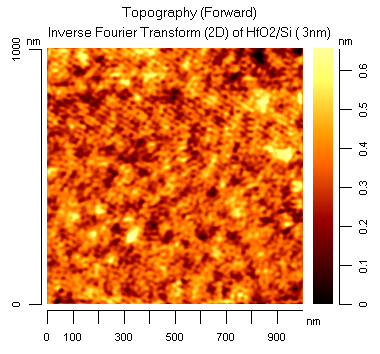 Topography (Forward)
Inverse Fourier Transform (2D) of HfO2/Si ( 3nm)
nm
nm
1000
0
0.6
0.5
0.4
0.3
0.2
0.1
0
nm
0 100 300 500 700 900